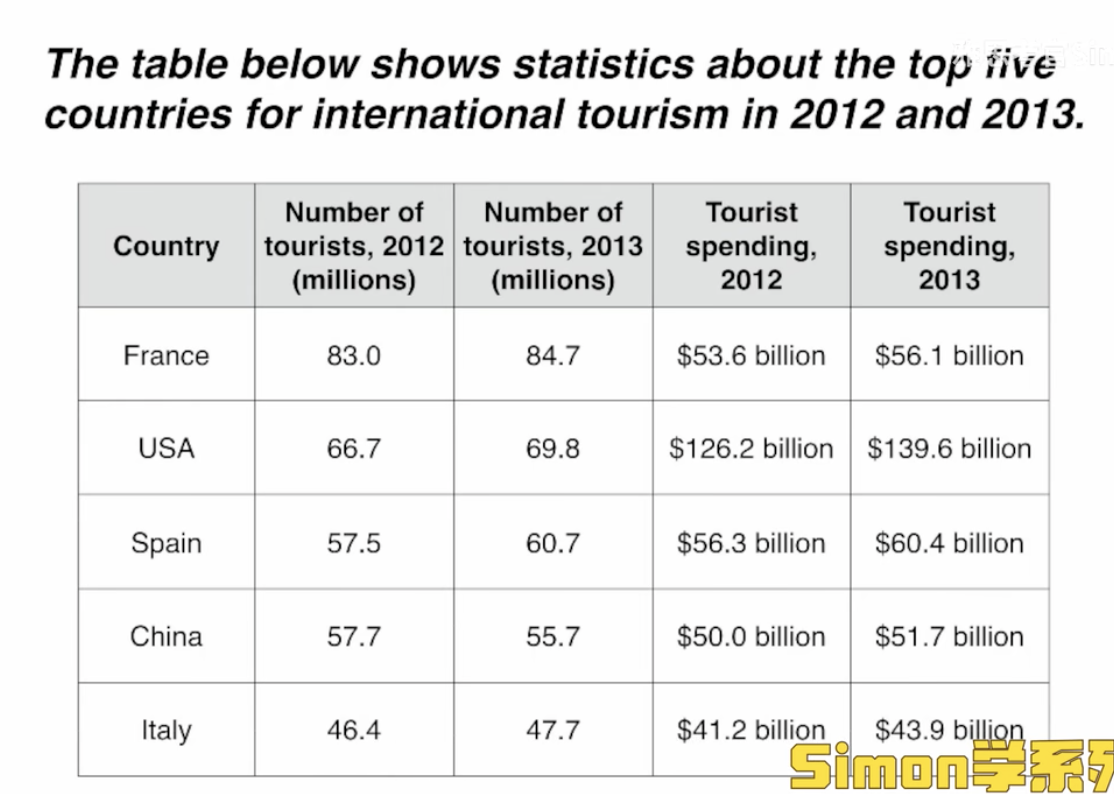 The table below shows statistics about the top five
countries for international tourism in 2012 and 2013.
Country
Number of
tourists, 2012
(millions)
Number of
tourists, 2013
(millions)
Tourist
spending,
2012
Tourist
spending,
2013
France 83.0 84.7 $53.6 billion $56.1 billion
USA 66.7 69.8 $126.2 billion $139.6 billion
Spain 57.5 60.7 $56.3 billion $60.4 billion
China 57.7 55.7 $50.0 billion $51.7 billion
Italy 46.4 47.7 $41.2 billion $43.9 billion
Simon学系列